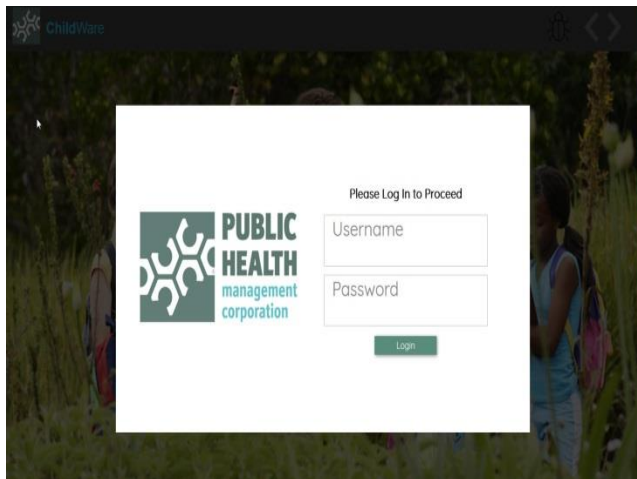 ChildWare
Please Log In to Proceed
PUBLIC
HEALTH
management
corporation
Username
Password
Login